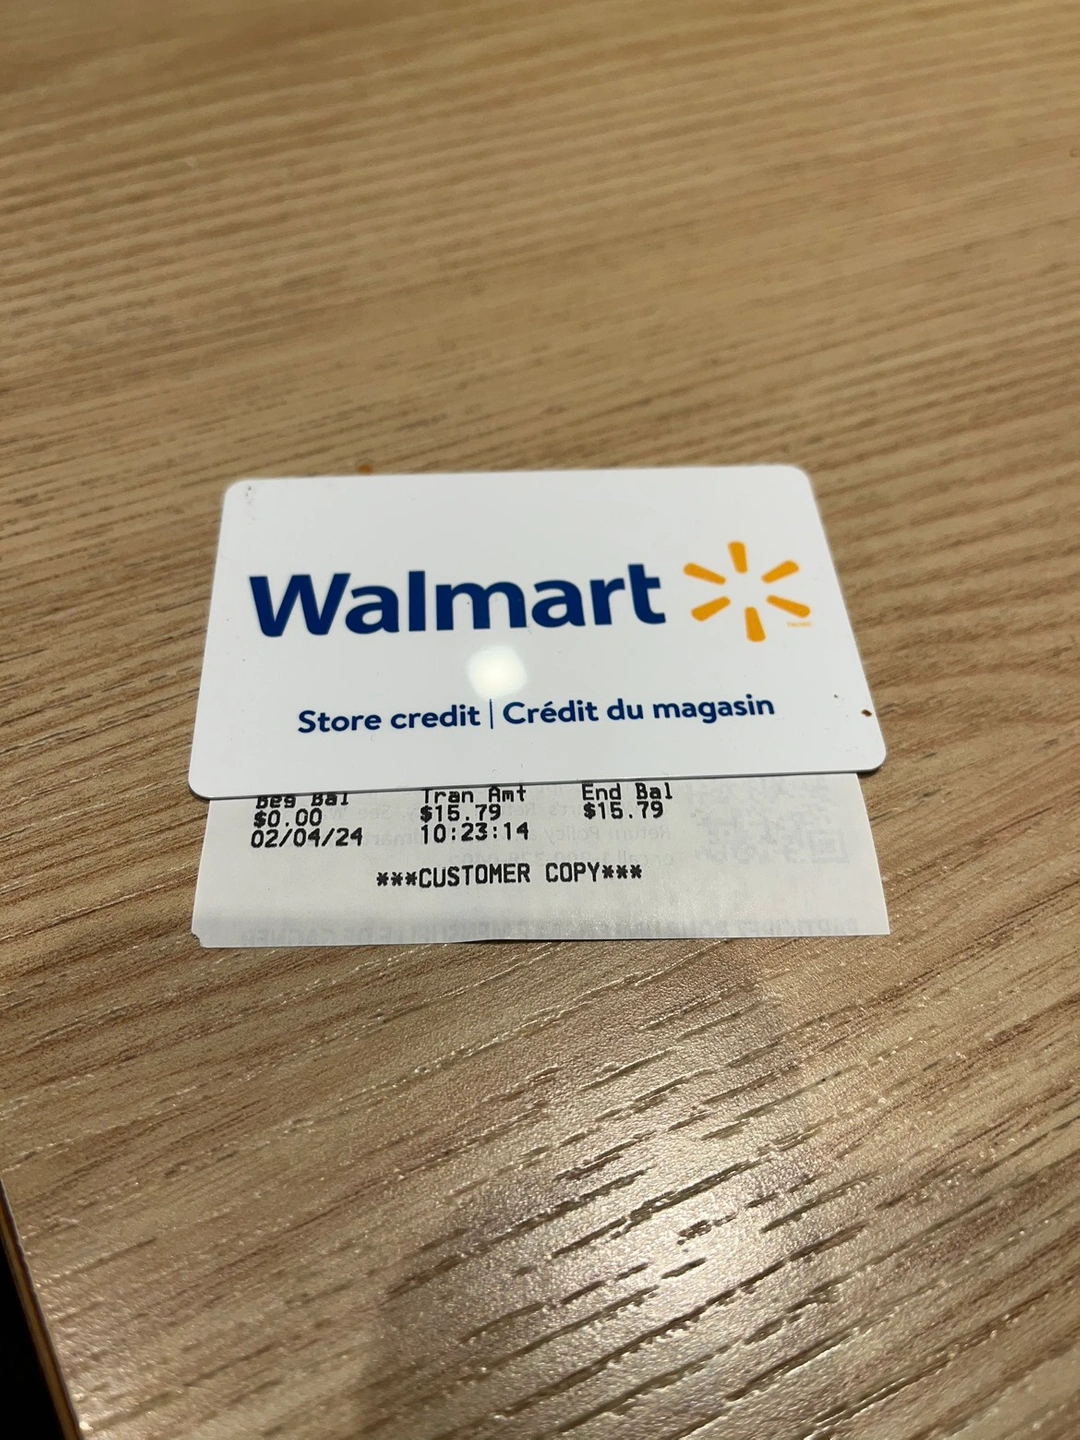 Walmart
Store credit | Crédit du magasin
Beg Bal Tran Amt End Bal
$0.00 $15.79 $15.79
02/04/24 10:23:14
***CUSTOMER COPY***